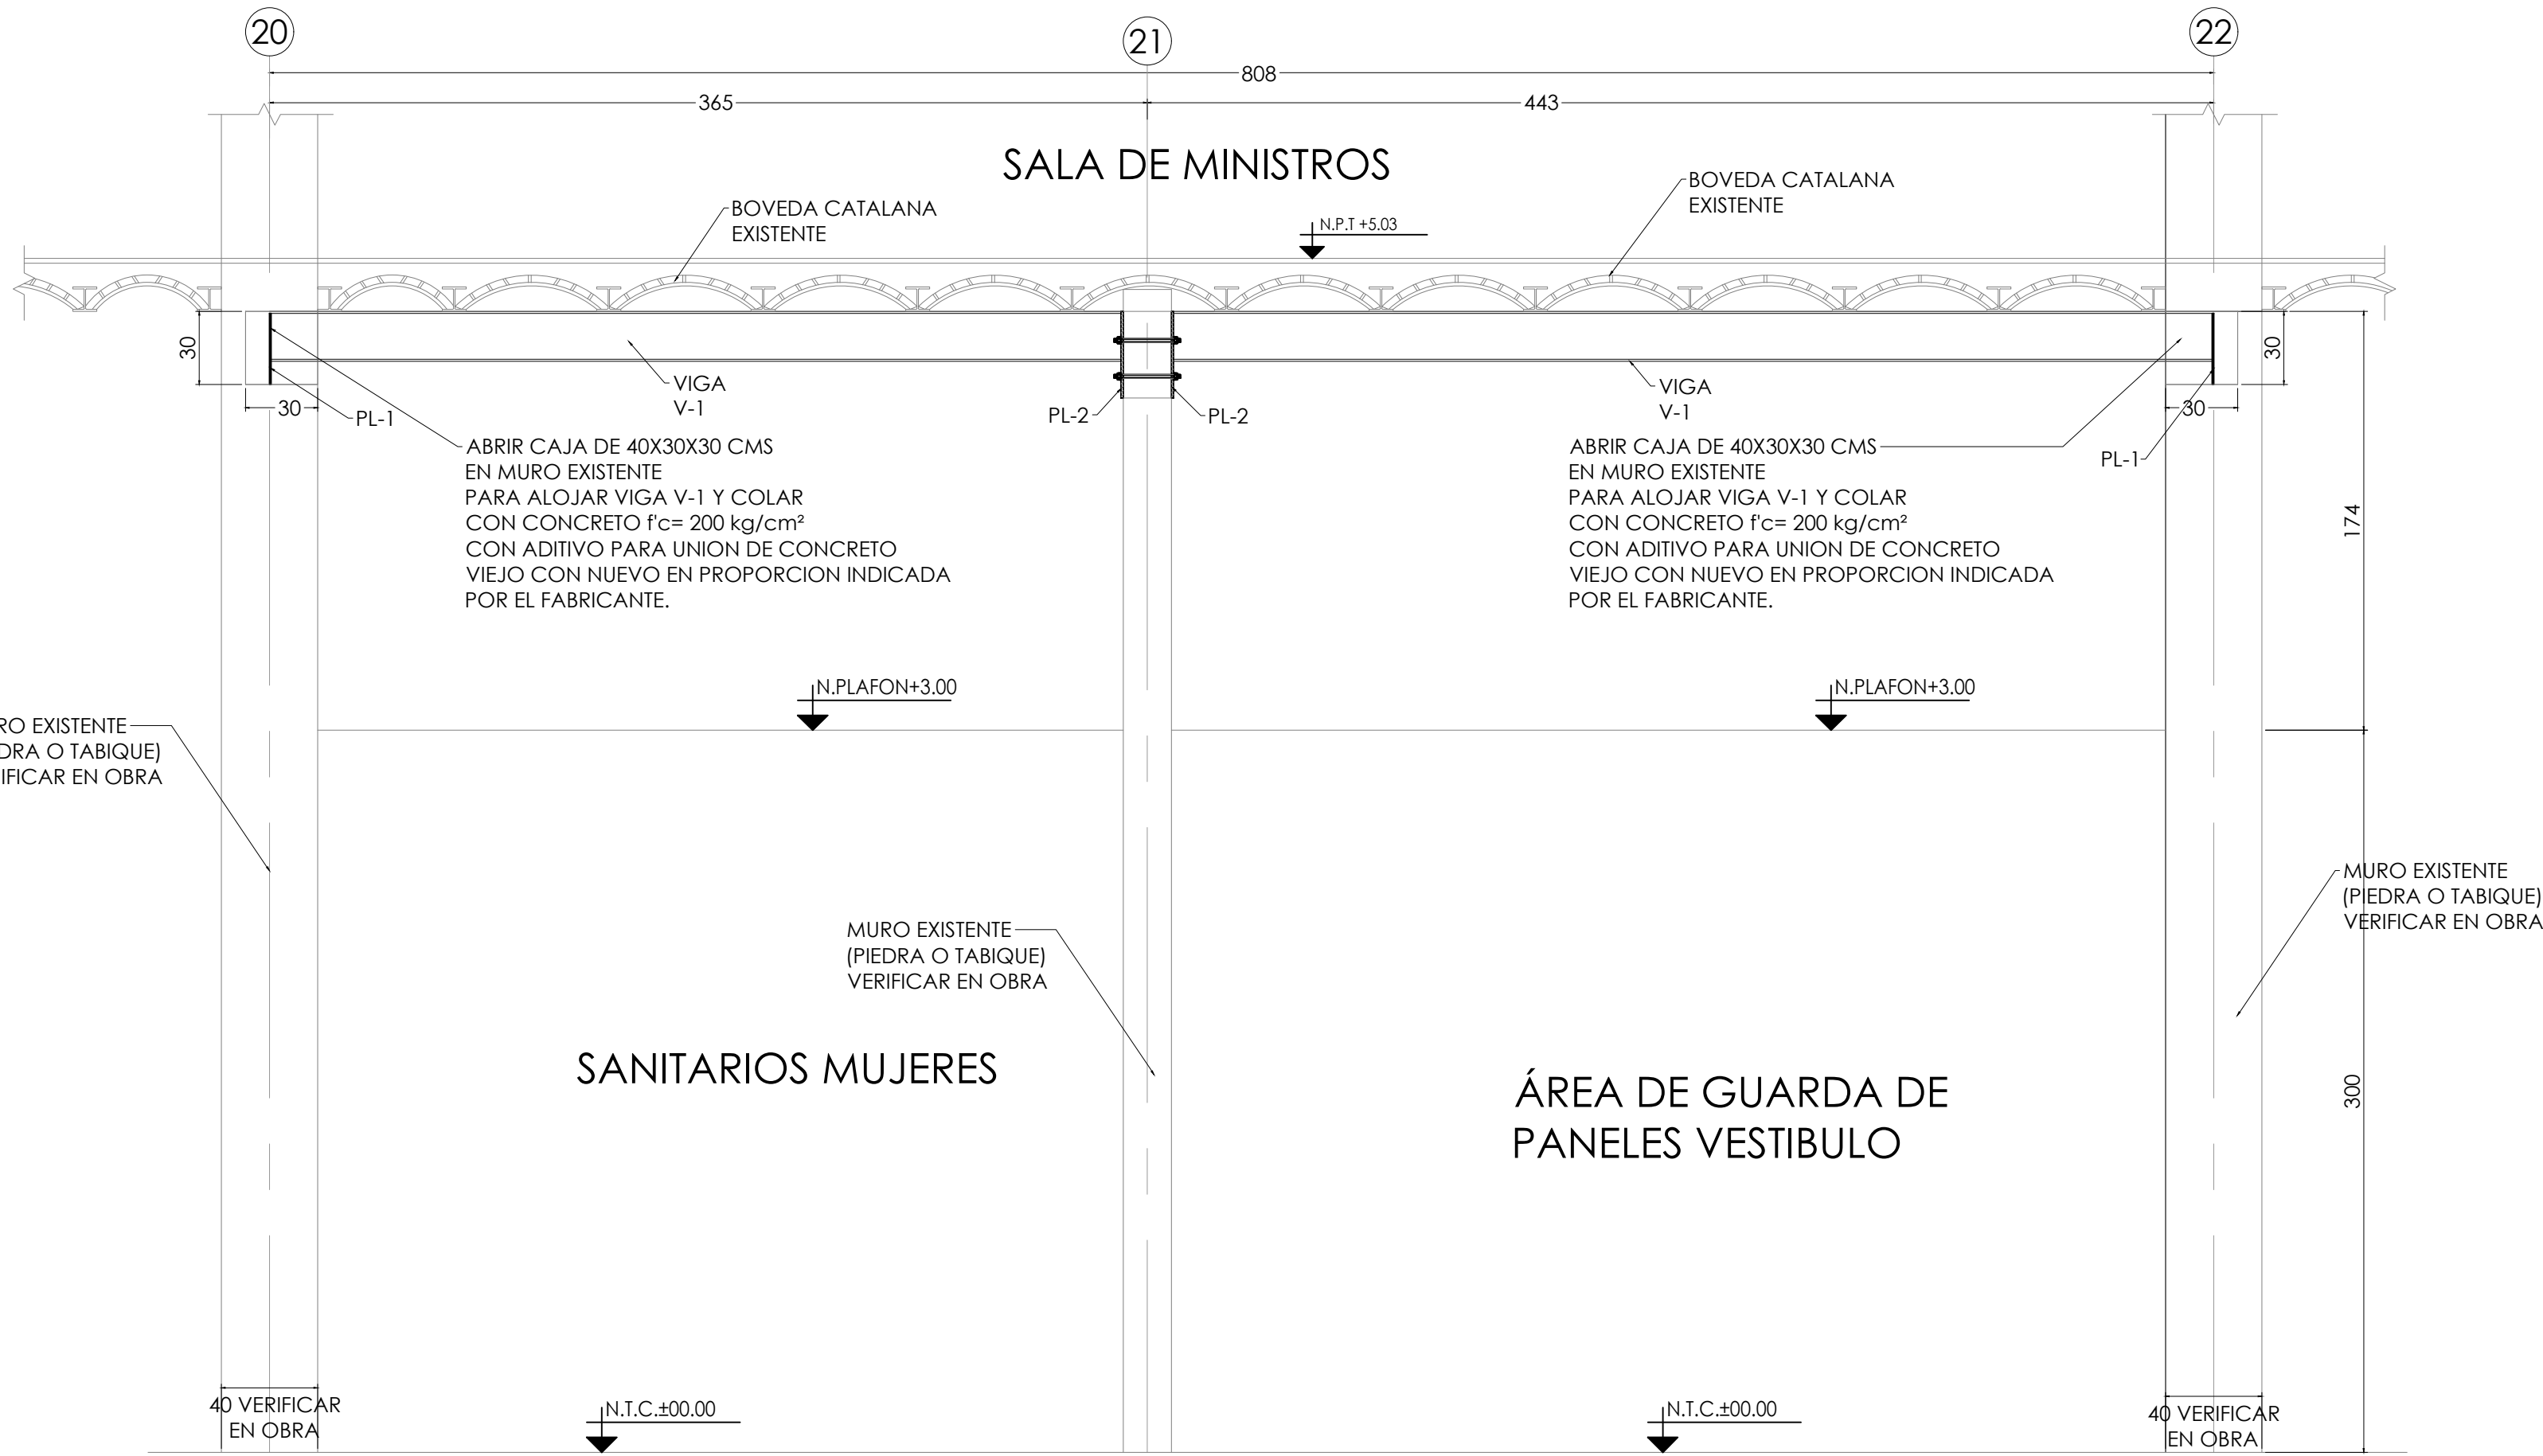 20
21
22
808
365
443
SALA DE MINISTROS
BOVEDA CATALANA
EXISTENTE
BOVEDA CATALANA
EXISTENTE
N.P.T +5.03
30
30
PL-1
VIGA
V-1
PL-2
PL-2
VIGA
V-1
30
30
PL-1
ABRIR CAJA DE 40X30X30 CMS
EN MURO EXISTENTE
PARA ALOJAR VIGA V-1 Y COLAR
CON CONCRETO f'c= 200 kg/cm²
CON ADITIVO PARA UNION DE CONCRETO
VIEJO CON NUEVO EN PROPORCION INDICADA
POR EL FABRICANTE.
ABRIR CAJA DE 40X30X30 CMS
EN MURO EXISTENTE
PARA ALOJAR VIGA V-1 Y COLAR
CON CONCRETO f'c= 200 kg/cm²
CON ADITIVO PARA UNION DE CONCRETO
VIEJO CON NUEVO EN PROPORCION INDICADA
POR EL FABRICANTE.
174
N.PLAFON+3.00
N.PLAFON+3.00
RO EXISTENTE
DRA O TABIQUE)
IFICAR EN OBRA
MURO EXISTENTE
(PIEDRA O TABIQUE)
VERIFICAR EN OBRA
MURO EXISTENTE
(PIEDRA O TABIQUE)
VERIFICAR EN OBRA
SANITARIOS MUJERES
ÁREA DE GUARDA DE
PANELES VESTIBULO
300
40 VERIFICAR
EN OBRA
N.T.C.±00.00
N.T.C.±00.00
40 VERIFICAR
EN OBRA